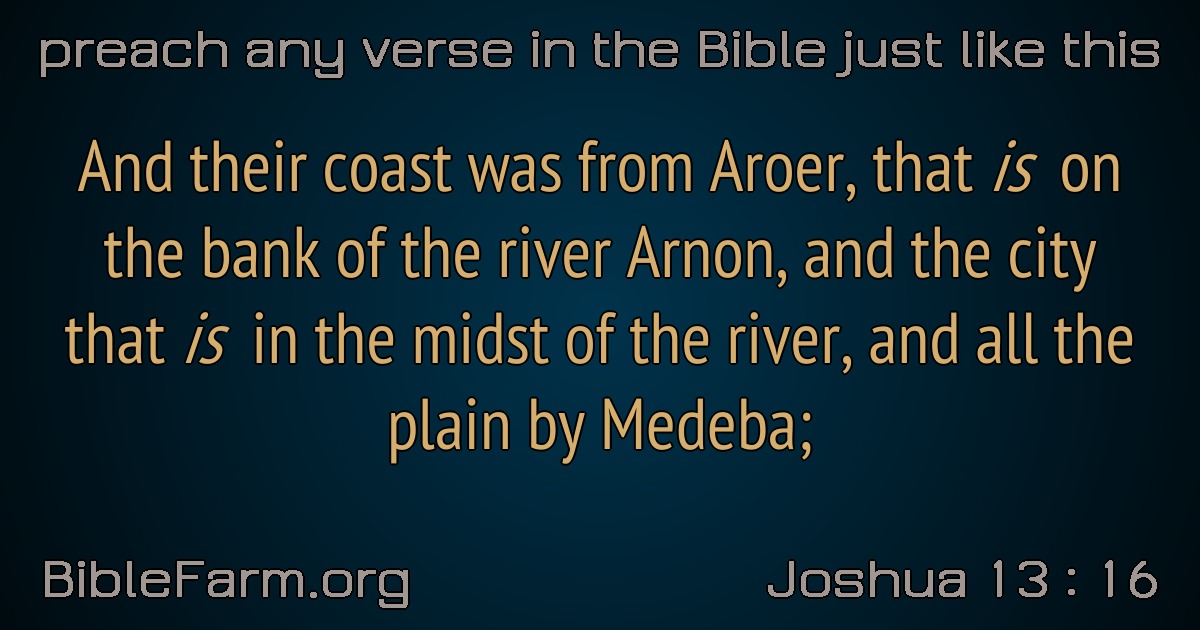 preach any verse in the Bible just like this
And their coast was from Aroer, that is on
the bank of the river Arnon, and the city
that is in the midst of the river, and all the
plain by Medeba;
BibleFarm.org
Joshua 13 : 16